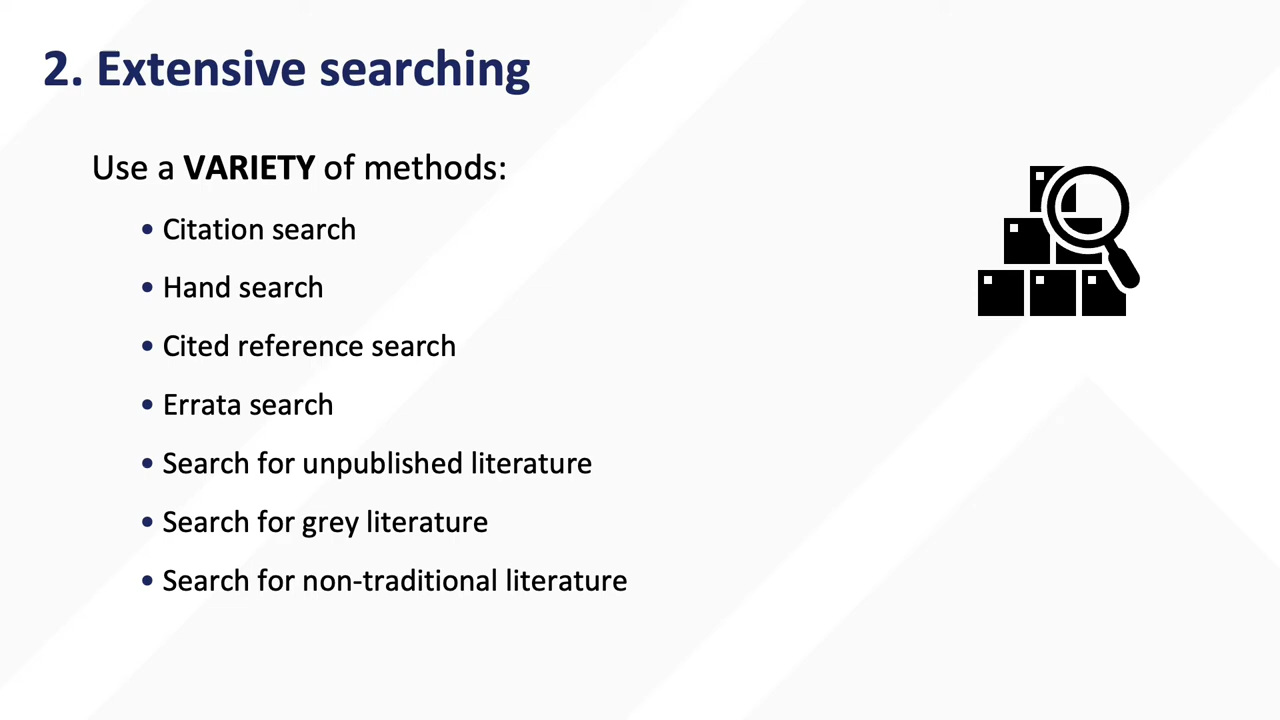 2. Extensive searching
Use a VARIETY of methods:
• Citation search
• Hand search
• Cited reference search
• Errata search
• Search for unpublished literature
• Search for grey literature
• Search for non-traditional literature